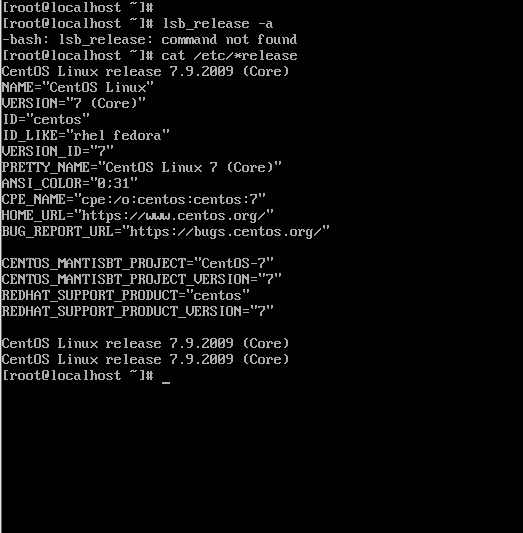 [root@localhost ~]#
[root@localhost ~]# lsb_release -a
-bash: lsb_release: command not found
[root@localhost ~]# cat /etc/*release
CentOS Linux release 7.9.2009 (Core)
NAME="CentOS Linux"
VERSION="7 (Core)"
ID="centos"
ID_LIKE="rhel fedora"
VERSION_ID="7"
PRETTY_NAME="CentOS Linux 7 (Core)"
ANSI_COLOR="0;31"
CPE_NAME="cpe:/o:centos:centos:7"
HOME_URL="https://www.centos.org/"
BUG_REPORT_URL="https://bugs.centos.org/"

CENTOS_MANTISBT_PROJECT="CentOS-7"
CENTOS_MANTISBT_PROJECT_VERSION="7"
REDHAT_SUPPORT_PRODUCT="centos"
REDHAT_SUPPORT_PRODUCT_VERSION="7"

CentOS Linux release 7.9.2009 (Core)
CentOS Linux release 7.9.2009 (Core)
[root@localhost ~]# _